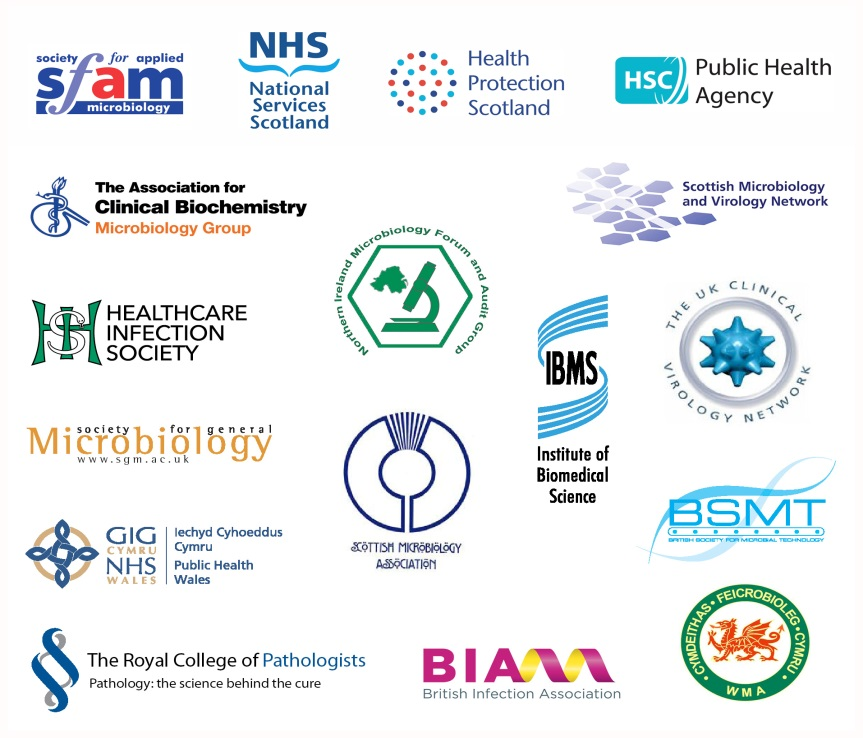 society for applied
sfam
microbiology
NHS
National
Services
Scotland
Health
Protection
Scotland
HSC
Public Health
Agency
The Association for
Clinical Biochemistry
Microbiology Group
Scottish Microbiology
and Virology Network
Northern Ireland Microbiology Forum and Audit Group
HIS
HEALTHCARE
INFECTION
SOCIETY
IBMS
Institute of
Biomedical
Science
THE UK CLINICAL
VIROLOGY NETWORK
society for general
Microbiology
www.sgm.ac.uk
SCOTTISH MICROBIOLOGY
ASSOCIATION
BSMT
BRITISH SOCIETY FOR MICROBIAL TECHNOLOGY
GIG
CYMRU
NHS
WALES
Iechyd Cyhoeddus
Cymru
Public Health
Wales
CYMDEITHAS • FEICROBIOLEG • CYMRU •
WMA
The Royal College of Pathologists
Pathology: the science behind the cure
BIA
British Infection Association